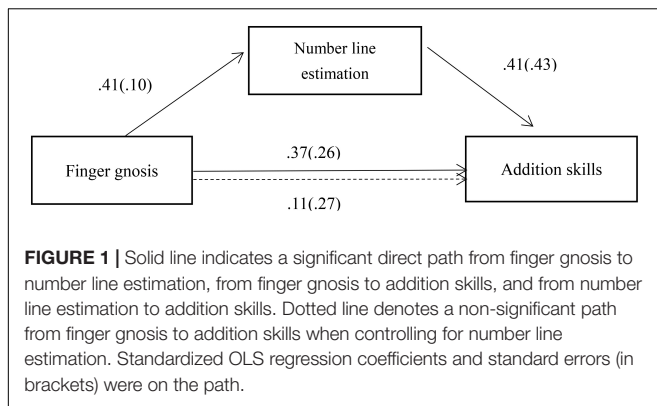 Number line
estimation
.41(.10)
.41(.43)
.37(.26)
Finger gnosis
Addition skills
.11(.27)
FIGURE 1 | Solid line indicates a significant direct path from finger gnosis to
number line estimation, from finger gnosis to addition skills, and from number
line estimation to addition skills. Dotted line denotes a non-significant path
from finger gnosis to addition skills when controlling for number line
estimation. Standardized OLS regression coefficients and standard errors (in
brackets) were on the path.